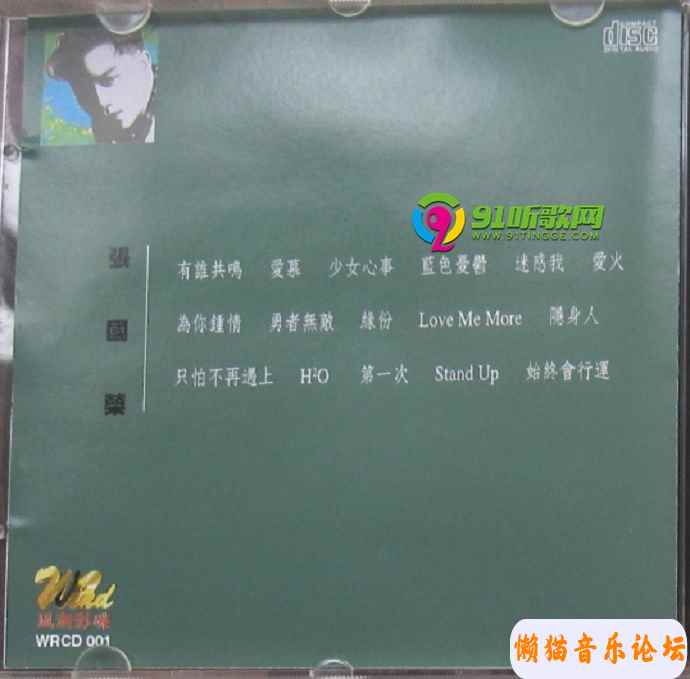 COMPACT
disc
DIGITAL AUDIO
91听歌网
WWW.91TINGGE.COM
張國榮
有誰共鳴 愛慕 少女心事 藍色憂鬱 迷惑我 愛火
為你鍾情 勇者無敵 緣份 Love Me More 隨身人
只怕不再遇上 H²O 第一次 Stand Up 始終會行運
Wind
風潮影碟
WRCD 001
懒猫音乐论坛